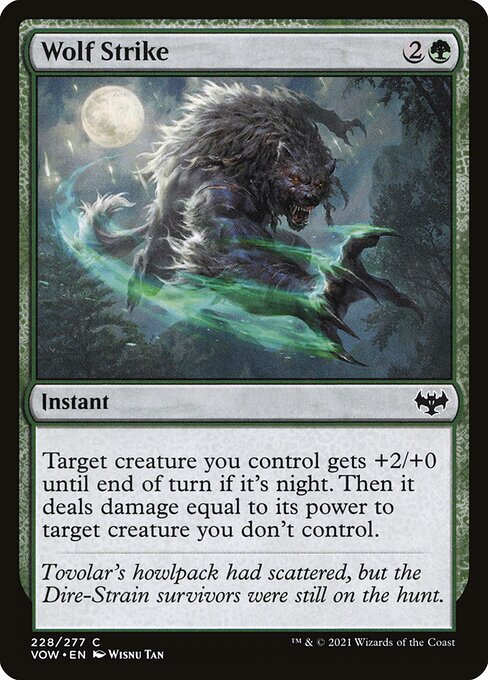 Wolf Strike 2
Instant
Target creature you control gets +2/+0
until end of turn if it's night. Then it
deals damage equal to its power to
target creature you don't control.
Tovolar's howlpack had scattered, but the
Dire-Strain survivors were still on the hunt.
228/277 C
VOW • EN Wisnu Tan
™ & © 2021 Wizards of the Coast